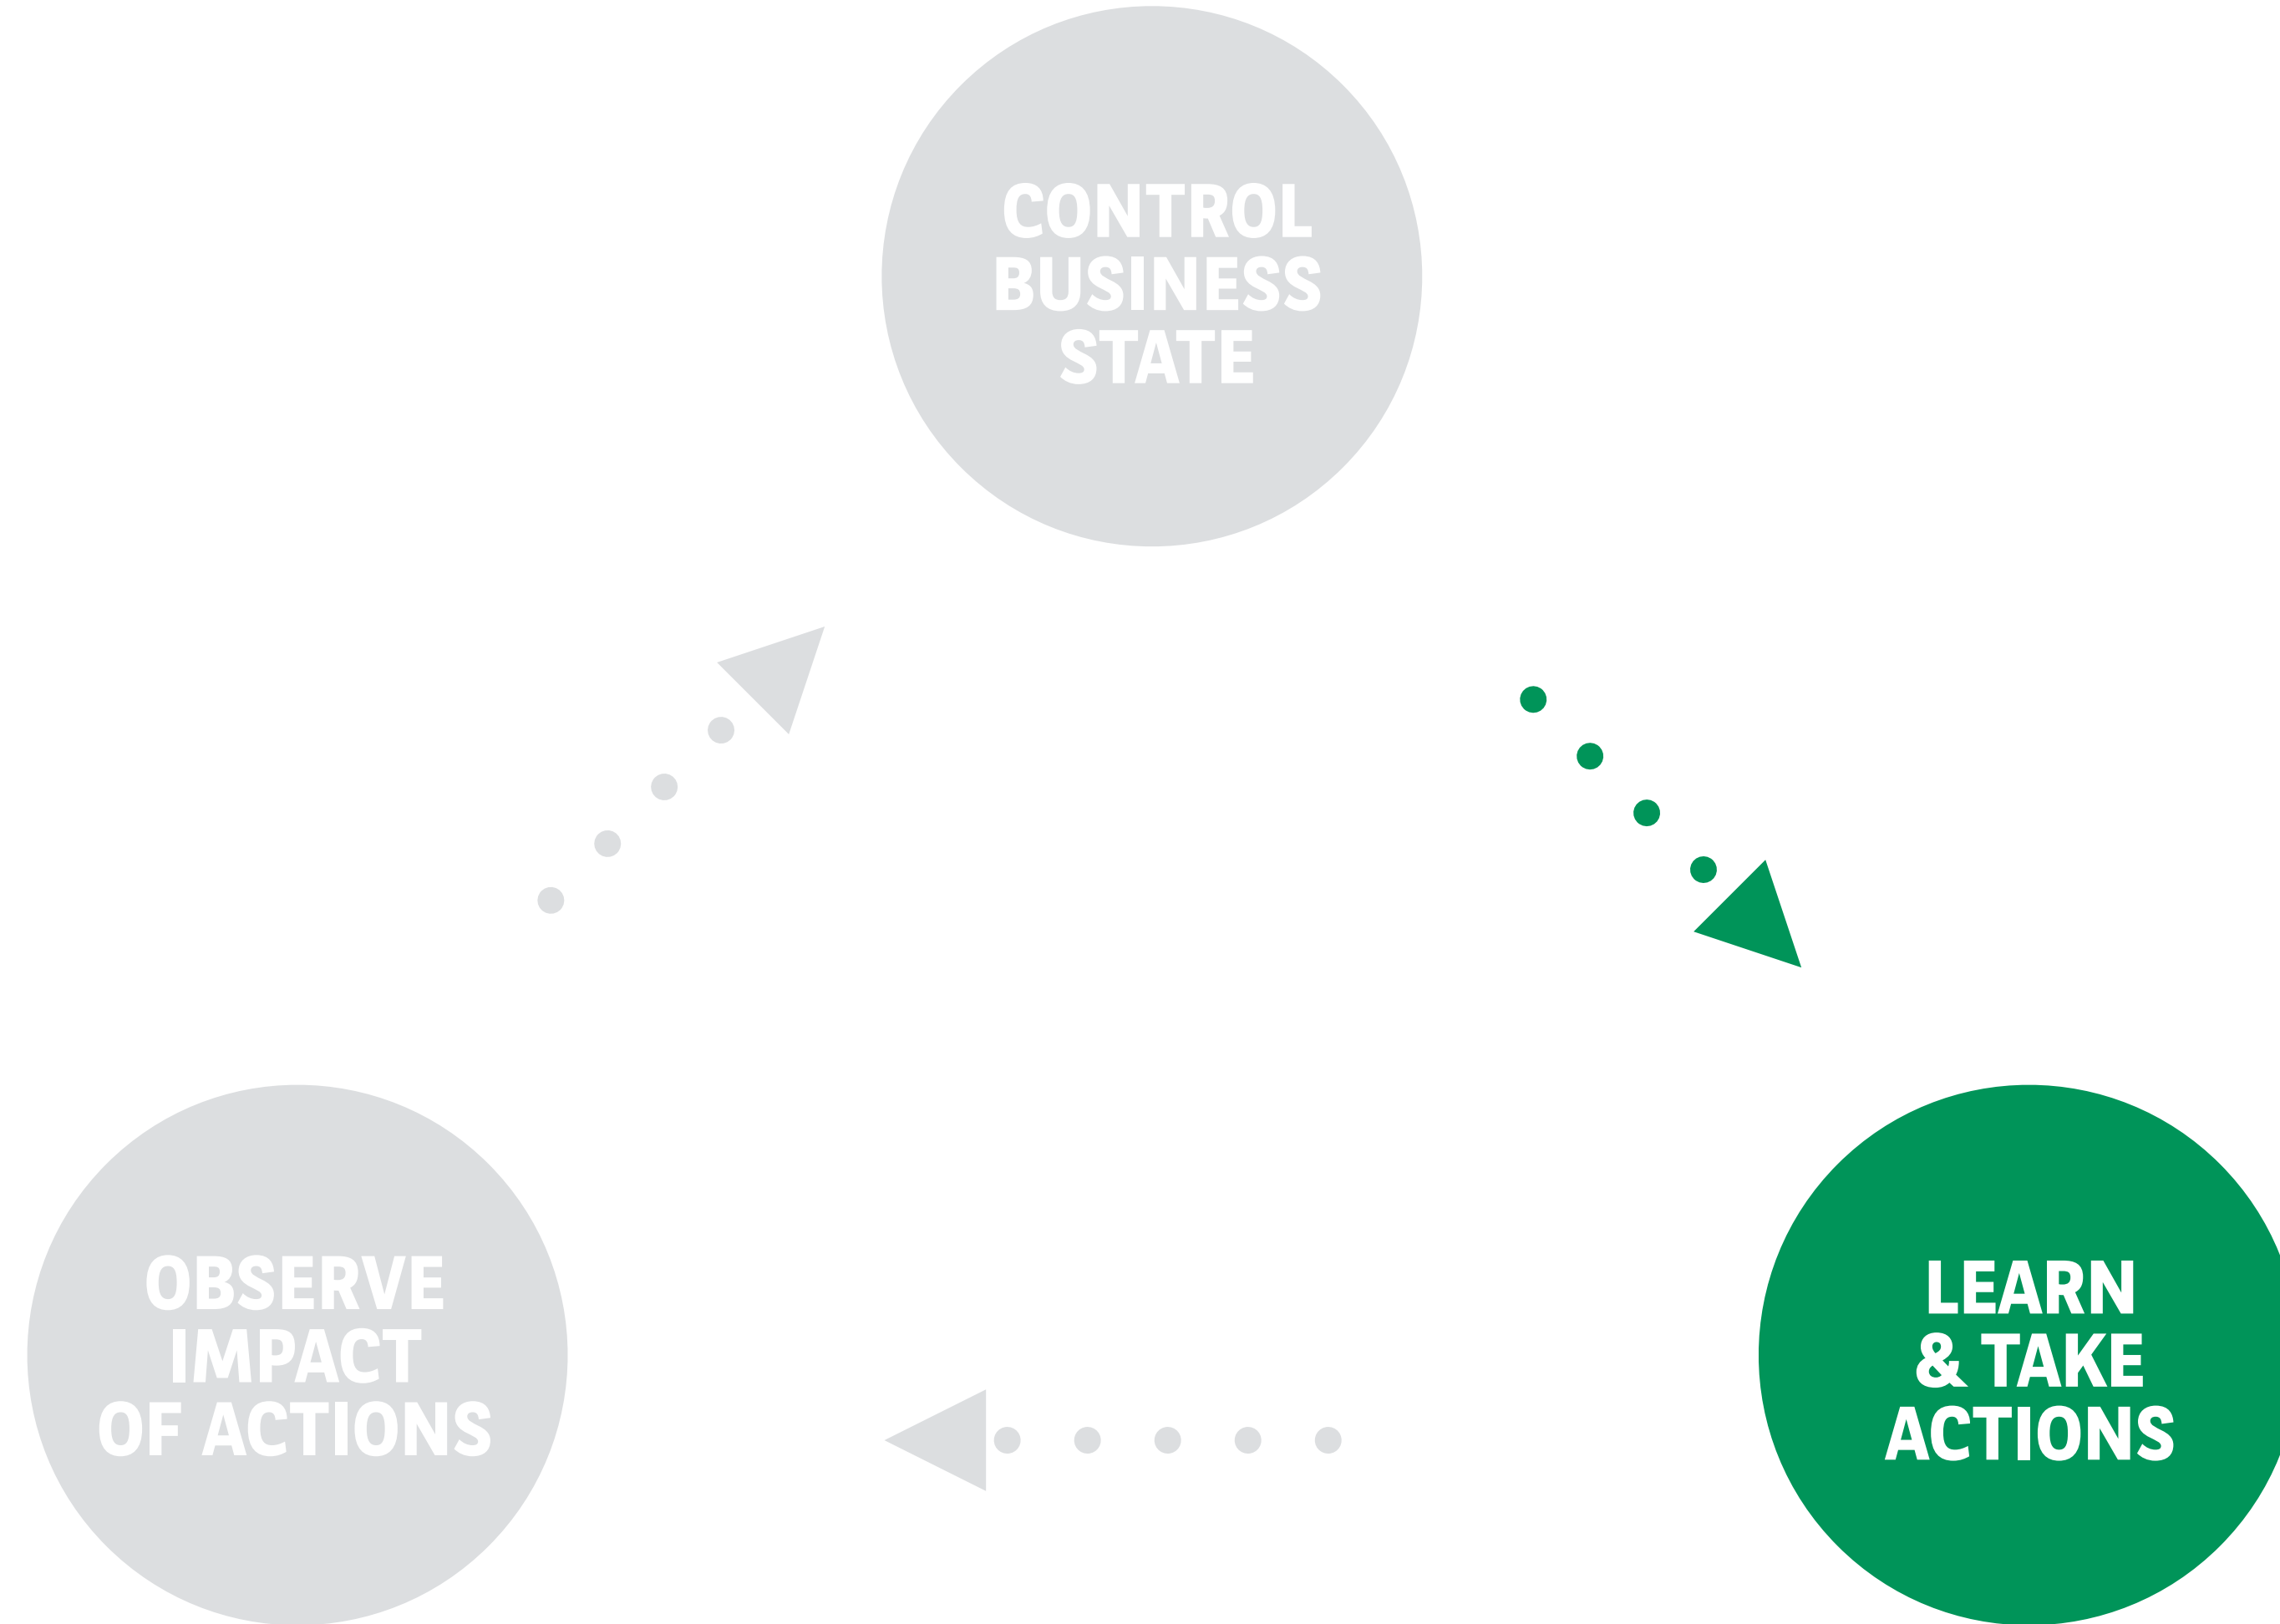 CONTROL
BUSINESS
STATE
OBSERVE
IMPACT
OF ACTIONS
LEARN
& TAKE
ACTIONS